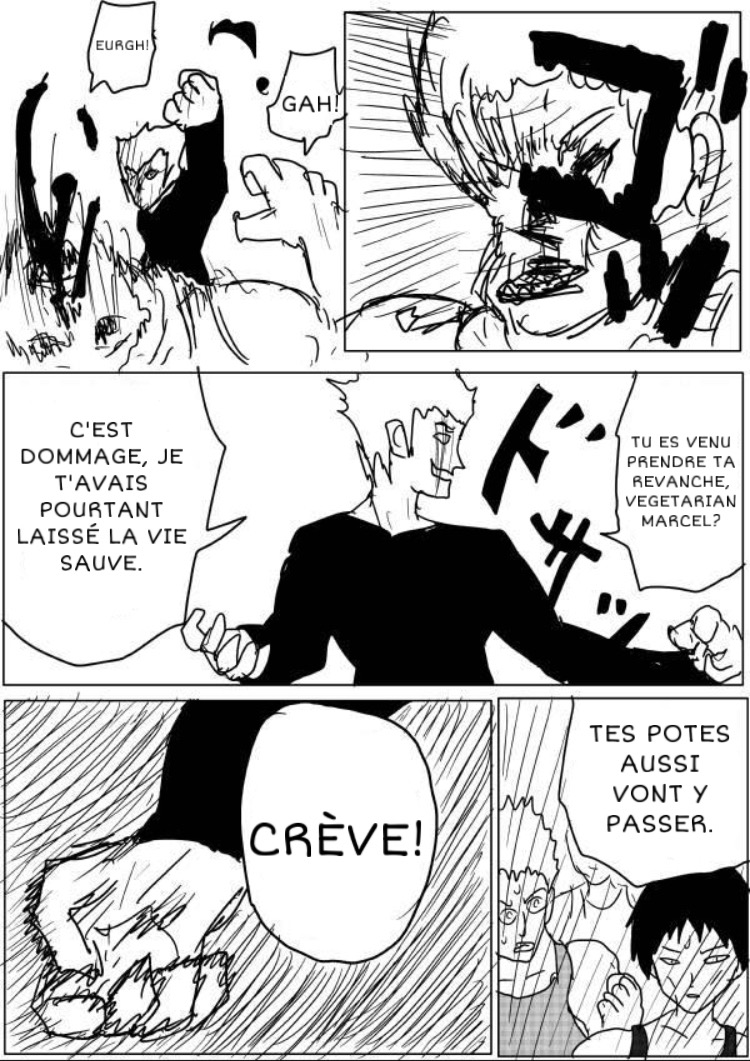 GAH!
EURGH!
TU ES VENU
PRENDRE TA
REVANCHE,
VEGETARIAN
MARCEL?
ドザッ
C'EST
DOMMAGE, JE
T'AVAIS
POURTANT
LAISSÉ LA VIE
SAUVE.
TES POTES
AUSSI
VONT Y
PASSER.
CRÈVE!